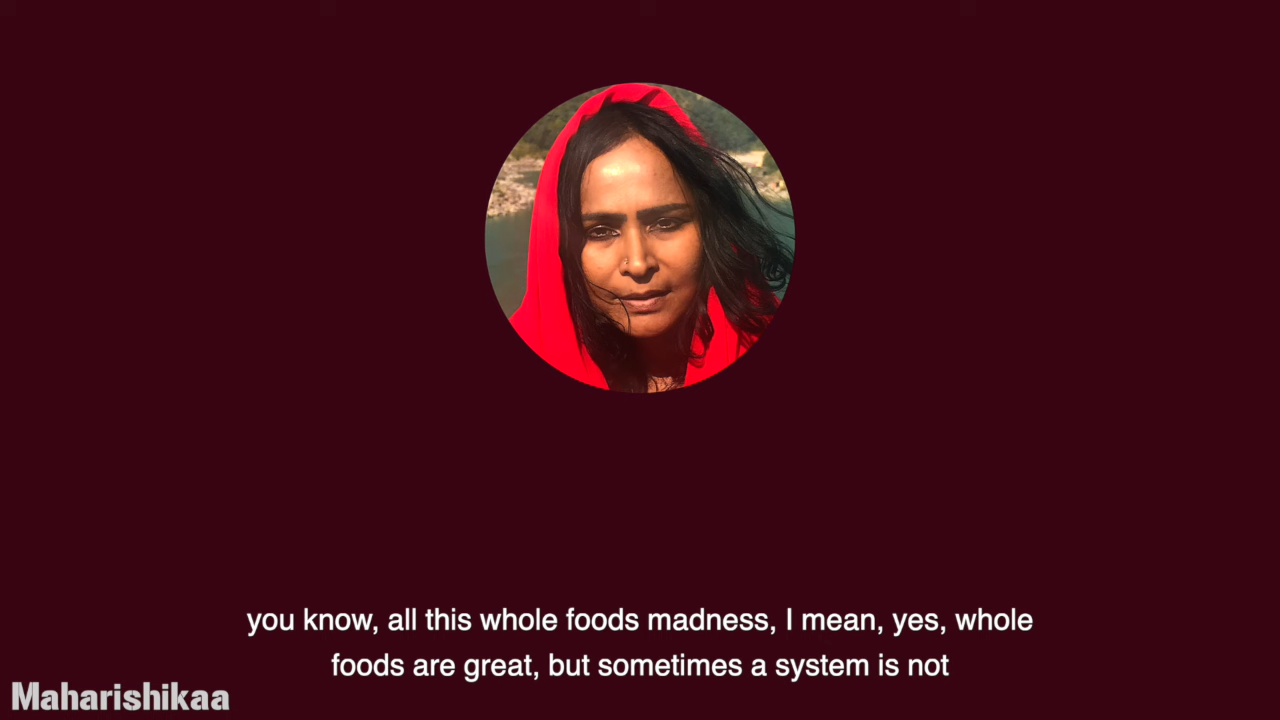 you know, all this whole foods madness, I mean, yes, whole
foods are great, but sometimes a system is not
Maharishikaa